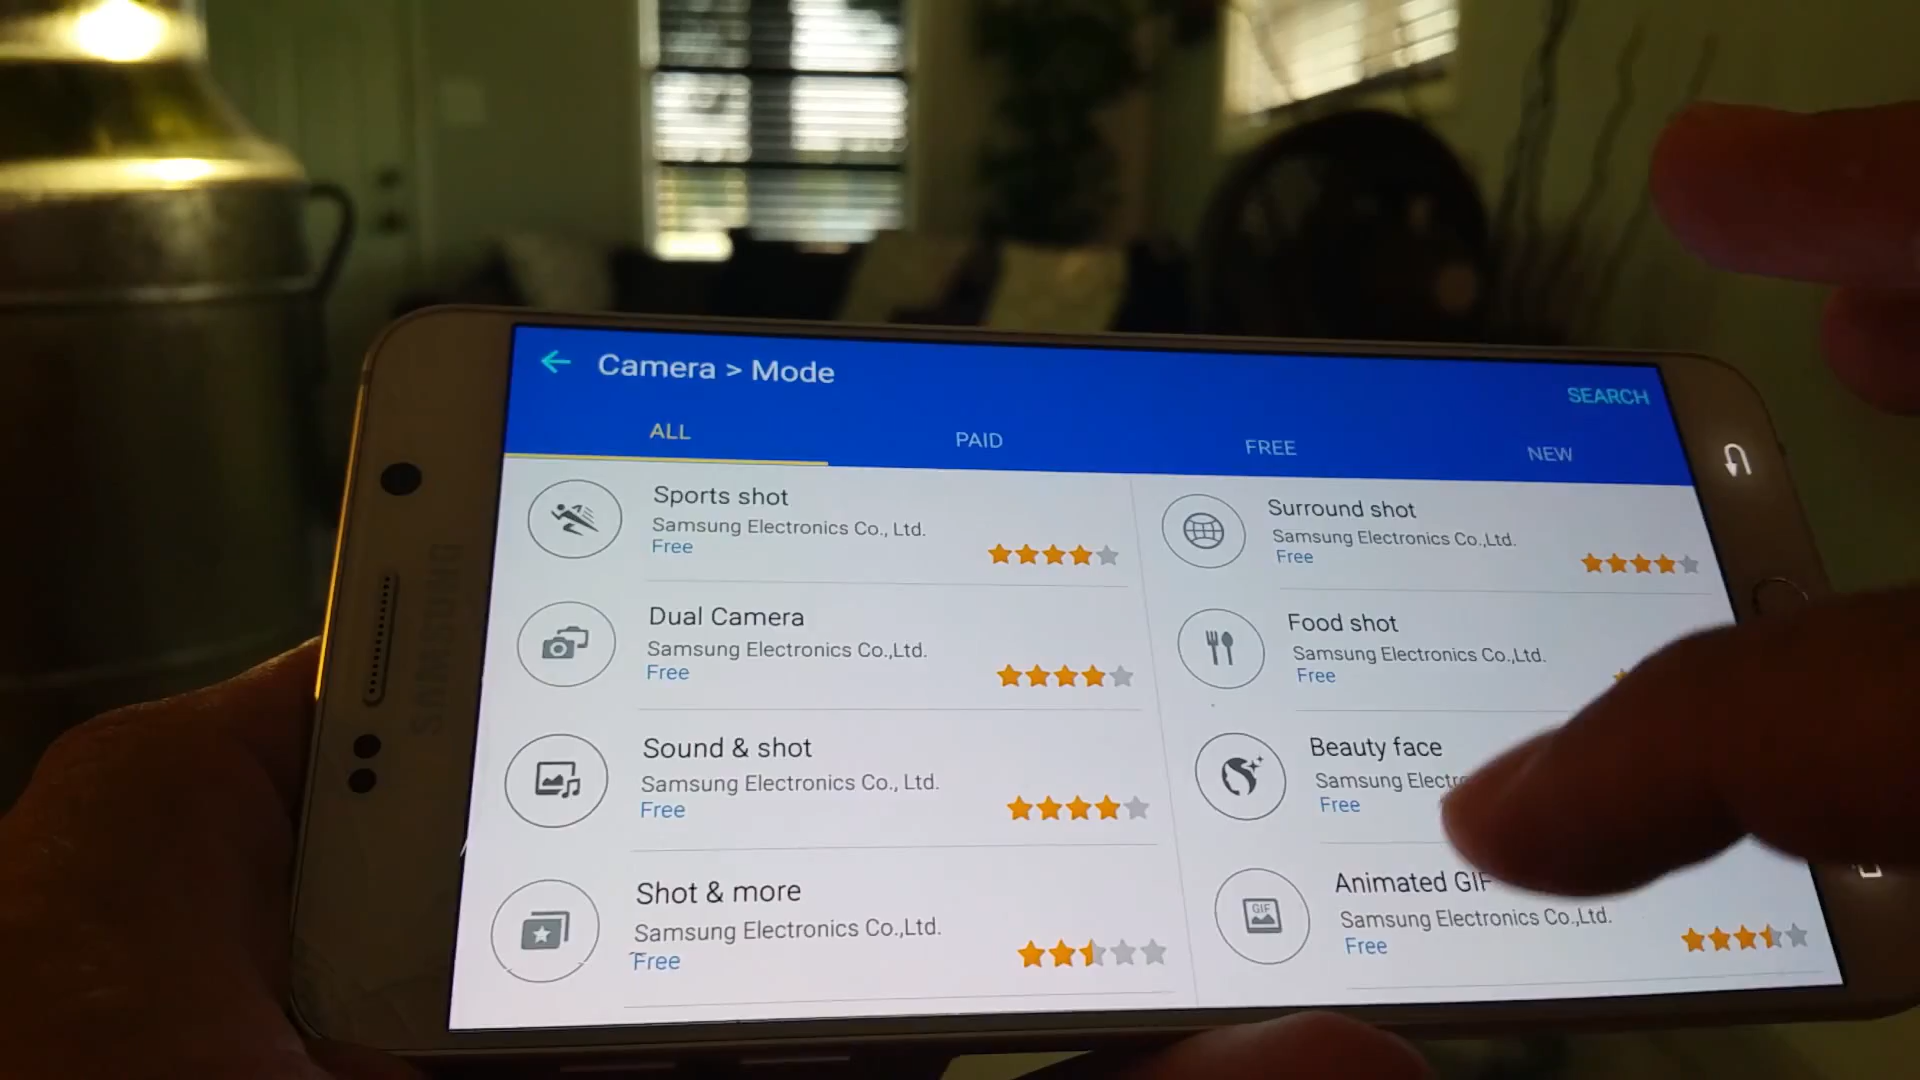 Camera > Mode
SEARCH
ALL
PAID
FREE
NEW
Sports shot
Samsung Electronics Co., Ltd.
Free
Surround shot
Samsung Electronics Co.,Ltd.
Free
Dual Camera
Samsung Electronics Co.,Ltd.
Free
Food shot
Samsung Electronics Co.,Ltd.
Free
Sound & shot
Samsung Electronics Co., Ltd.
Free
Beauty face
Samsung Electro
Free
Shot & more
Samsung Electronics Co.,Ltd.
Free
GIF
Animated GIF
Samsung Electronics Co.,Ltd.
Free
SAMSUNG